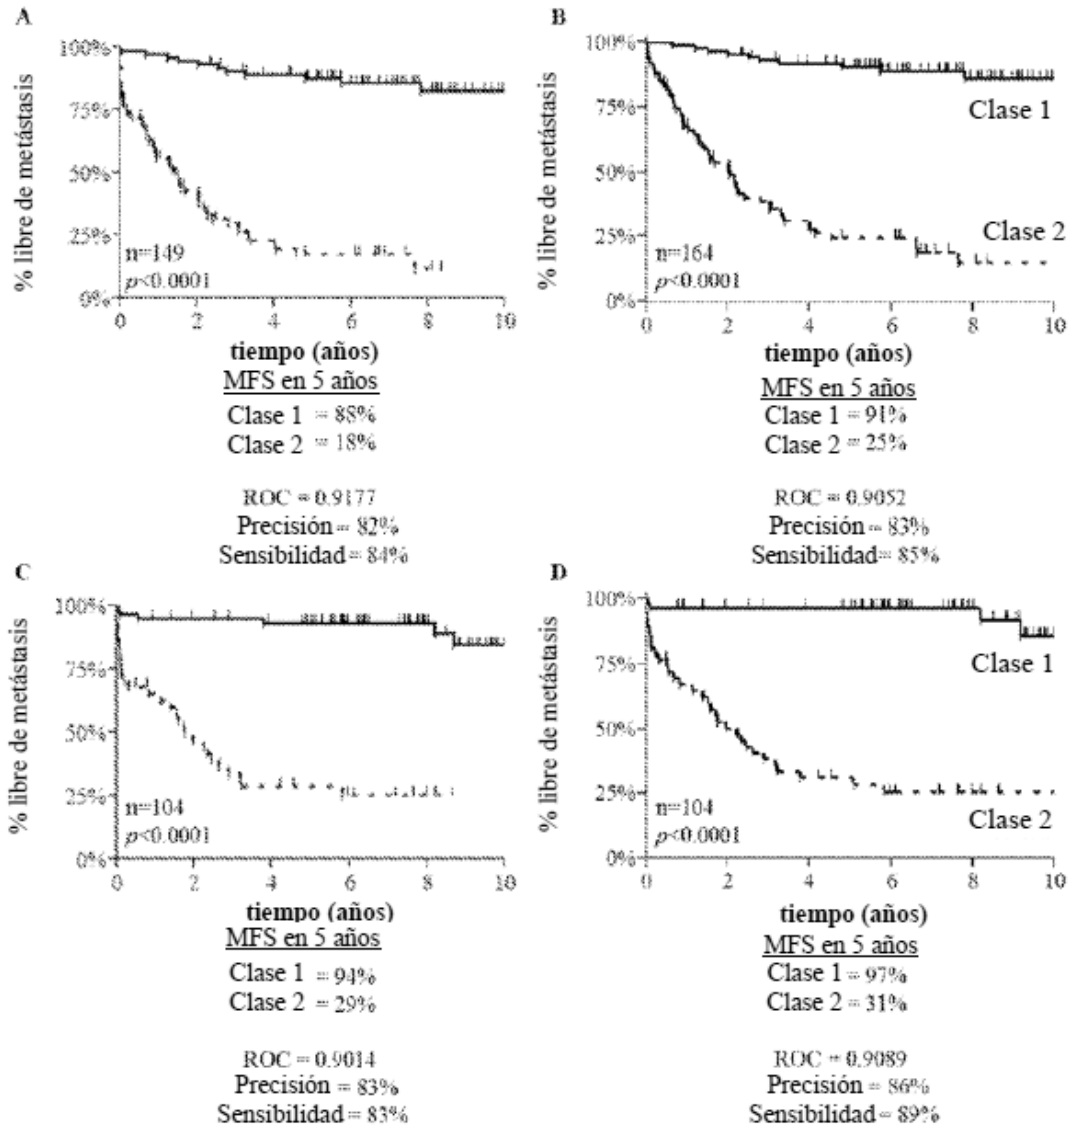 A
% libre de metástasis
100%
75%
50%
25%
0%
n=149
p<0.0001
0 2 4 6 8 10
tiempo (años)
MFS en 5 años
Clase 1 = 88%
Clase 2 = 18%
ROC = 0.9177
Precisión = 82%
Sensibilidad = 84%
B
% libre de metástasis
100%
75%
50%
25%
0%
Clase 1
Clase 2
n=164
p<0.0001
0 2 4 6 8 10
tiempo (años)
MFS en 5 años
Clase 1 = 91%
Clase 2 = 25%
ROC = 0.9052
Precisión = 83%
Sensibilidad = 85%
C
% libre de metástasis
100%
75%
50%
25%
0%
n=104
p<0.0001
0 2 4 6 8 10
tiempo (años)
MFS en 5 años
Clase 1 = 94%
Clase 2 = 29%
ROC = 0.9014
Precisión = 83%
Sensibilidad = 83%
D
% libre de metástasis
100%
75%
50%
25%
0%
Clase 1
Clase 2
n=104
p<0.0001
0 2 4 6 8 10
tiempo (años)
MFS en 5 años
Clase 1 = 97%
Clase 2 = 31%
ROC = 0.9089
Precisión = 86%
Sensibilidad = 89%